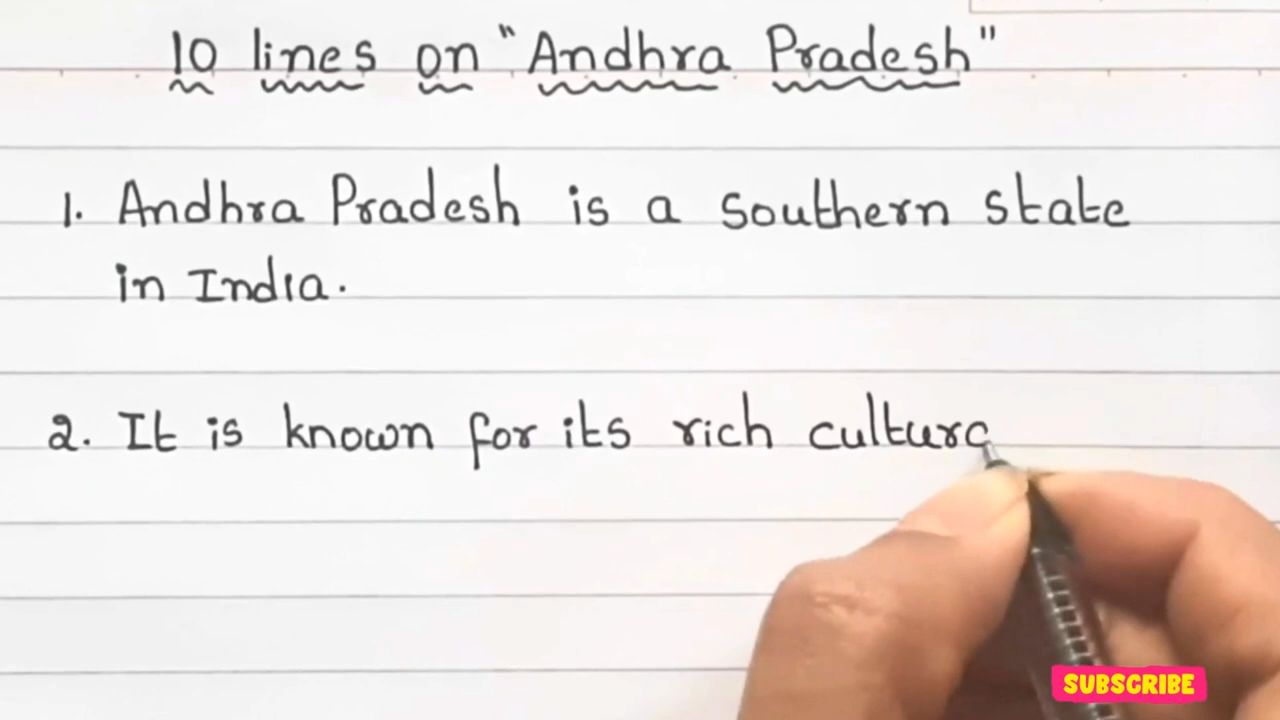 10 lines on "Andhra Pradesh"
1. Andhra Pradesh is a southern state
in India.
2. It is known for its rich cultura
SUBSCRIBE